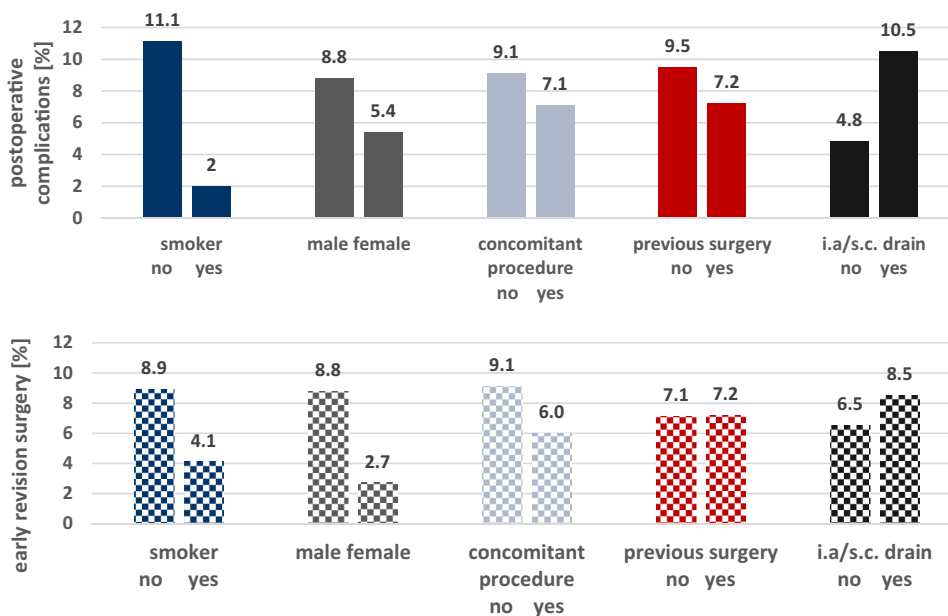 postoperative
complications [%]
12
10
8
6
4
2
0
11.1
2
8.8
5.4
9.1
7.1
9.5
7.2
4.8
10.5
smoker
no yes
male female
concomitant
procedure
no yes
previous surgery
no yes
i.a/s.c. drain
no yes
early revision surgery [%]
12
10
8
6
4
2
0
8.9
4.1
8.8
2.7
9.1
6.0
7.1
7.2
6.5
8.5
smoker
no yes
male female
concomitant
procedure
no yes
previous surgery
no yes
i.a/s.c. drain
no yes